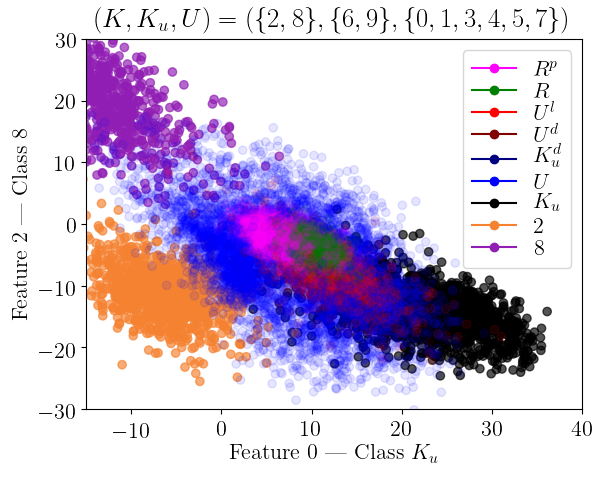 (K, K_u, U) = ({2, 8}, {6, 9}, {0, 1, 3, 4, 5, 7})
30
20
10
0
−10
−20
−30
Feature 2 — Class 8
R^p
R
U^l
U^d
K_u^d
U
K_u
2
8
−10
0
10
20
30
40
Feature 0 — Class K_u